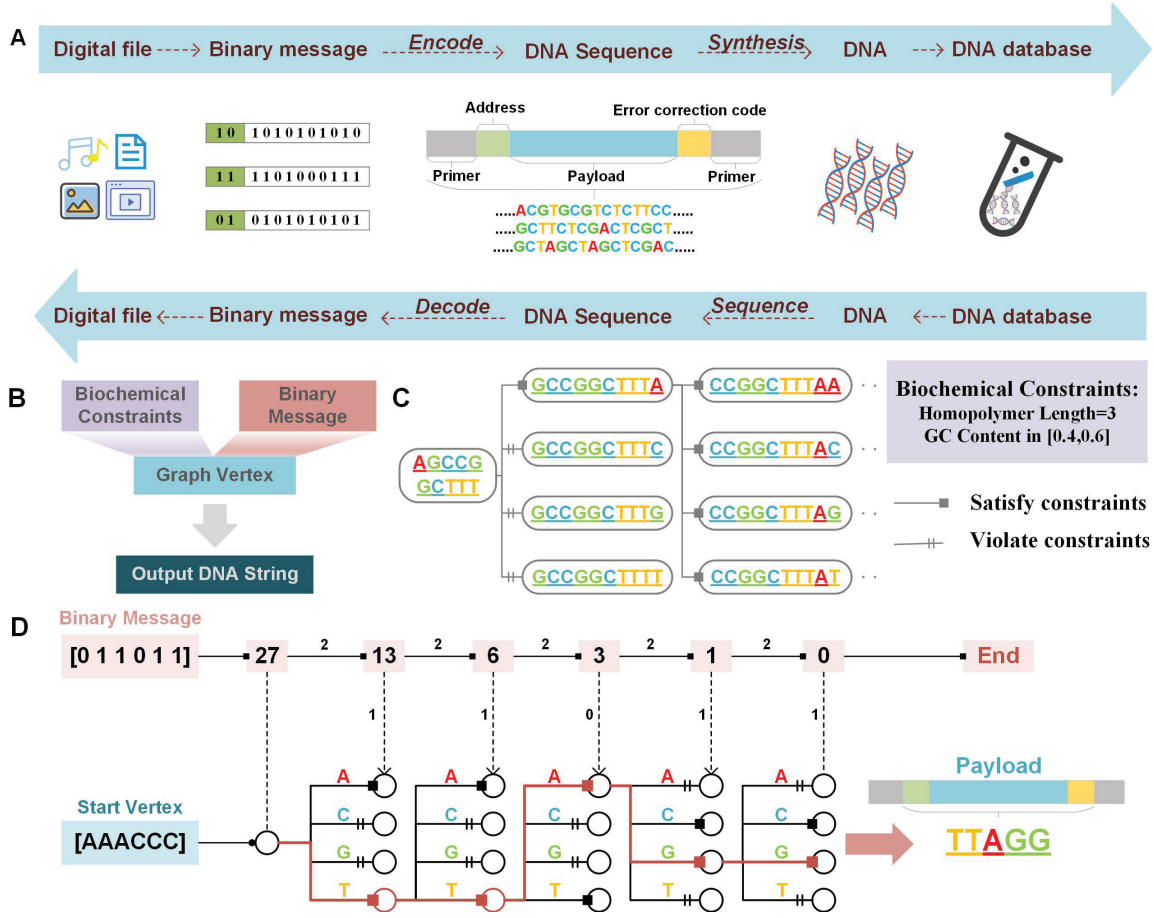 A
Digital file
Binary message
Encode
DNA Sequence
Synthesis
DNA
DNA database
10 1010101010
11 1101000111
01 0101010101
Address
Error correction code
Primer
Payload
Primer
.....ACGTGCGTCTCTTCC.....
.....GCTTCTCGACTCGCT.....
.....GCTAGCTAGCTCGAC.....
Digital file
Binary message
Decode
DNA Sequence
Sequence
DNA
DNA database
B
Biochemical
Constraints
Binary
Message
Graph Vertex
Output DNA String
C
AGCCG
GCTTT
GCCGGCTTTA
GCCGGCTTTC
GCCGGCTTTG
GCCGGCTTTT
CCGGCTTTAA
CCGGCTTTAC
CCGGCTTTAG
CCGGCTTTAT
Biochemical Constraints:
Homopolymer Length=3
GC Content in [0.4,0.6]
Satisfy constraints
Violate constraints
D
Binary Message
[0 1 1 0 1 1]
27
2
13
2
6
2
3
2
1
2
0
End
1
1
0
1
1
Start Vertex
[AAACCC]
A
C
G
T
A
C
G
T
A
C
G
T
A
C
G
T
A
C
G
T
Payload
TTAGG